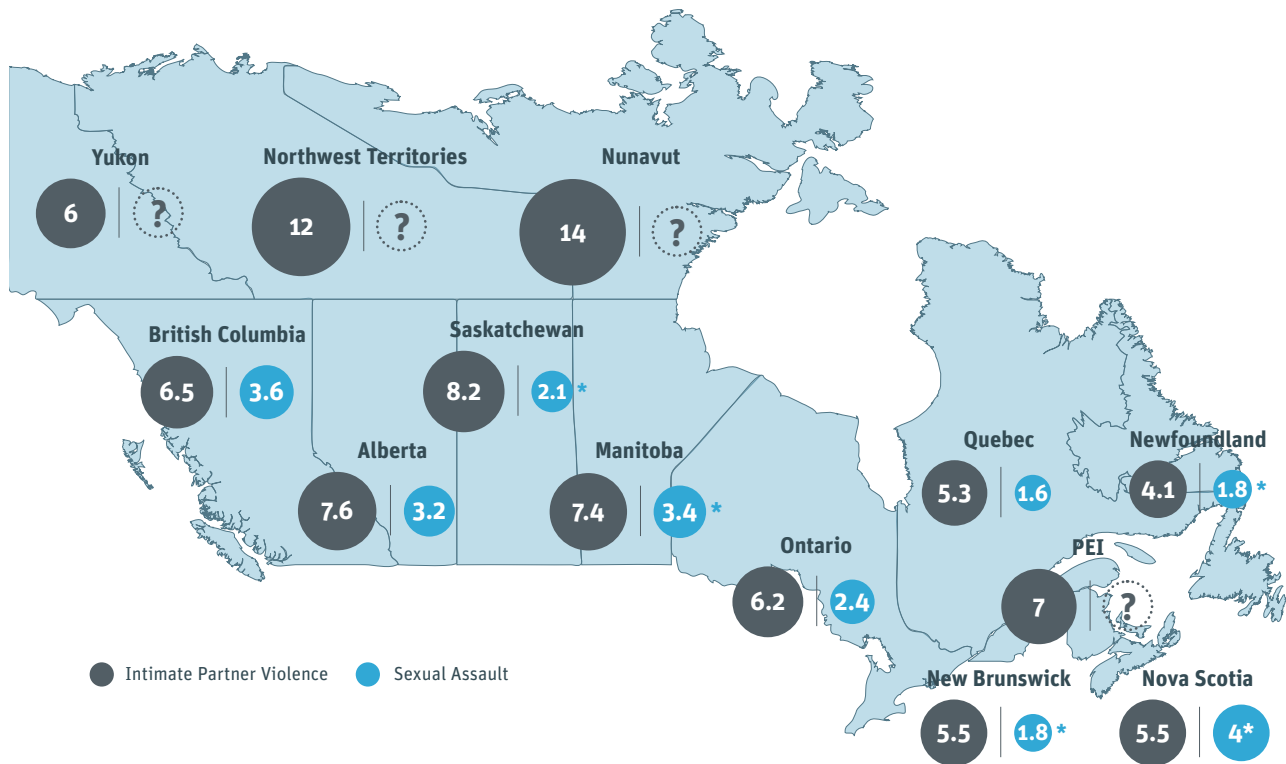 Yukon
6
?
Northwest Territories
12
?
Nunavut
14
?
British Columbia
6.5
3.6
Saskatchewan
8.2
2.1 *
Alberta
7.6
3.2
Manitoba
7.4
3.4 *
Quebec
5.3
1.6
Newfoundland
4.1
1.8 *
Ontario
6.2
2.4
PEI
7
?
Intimate Partner Violence
Sexual Assault
New Brunswick
5.5
1.8 *
Nova Scotia
5.5
4*